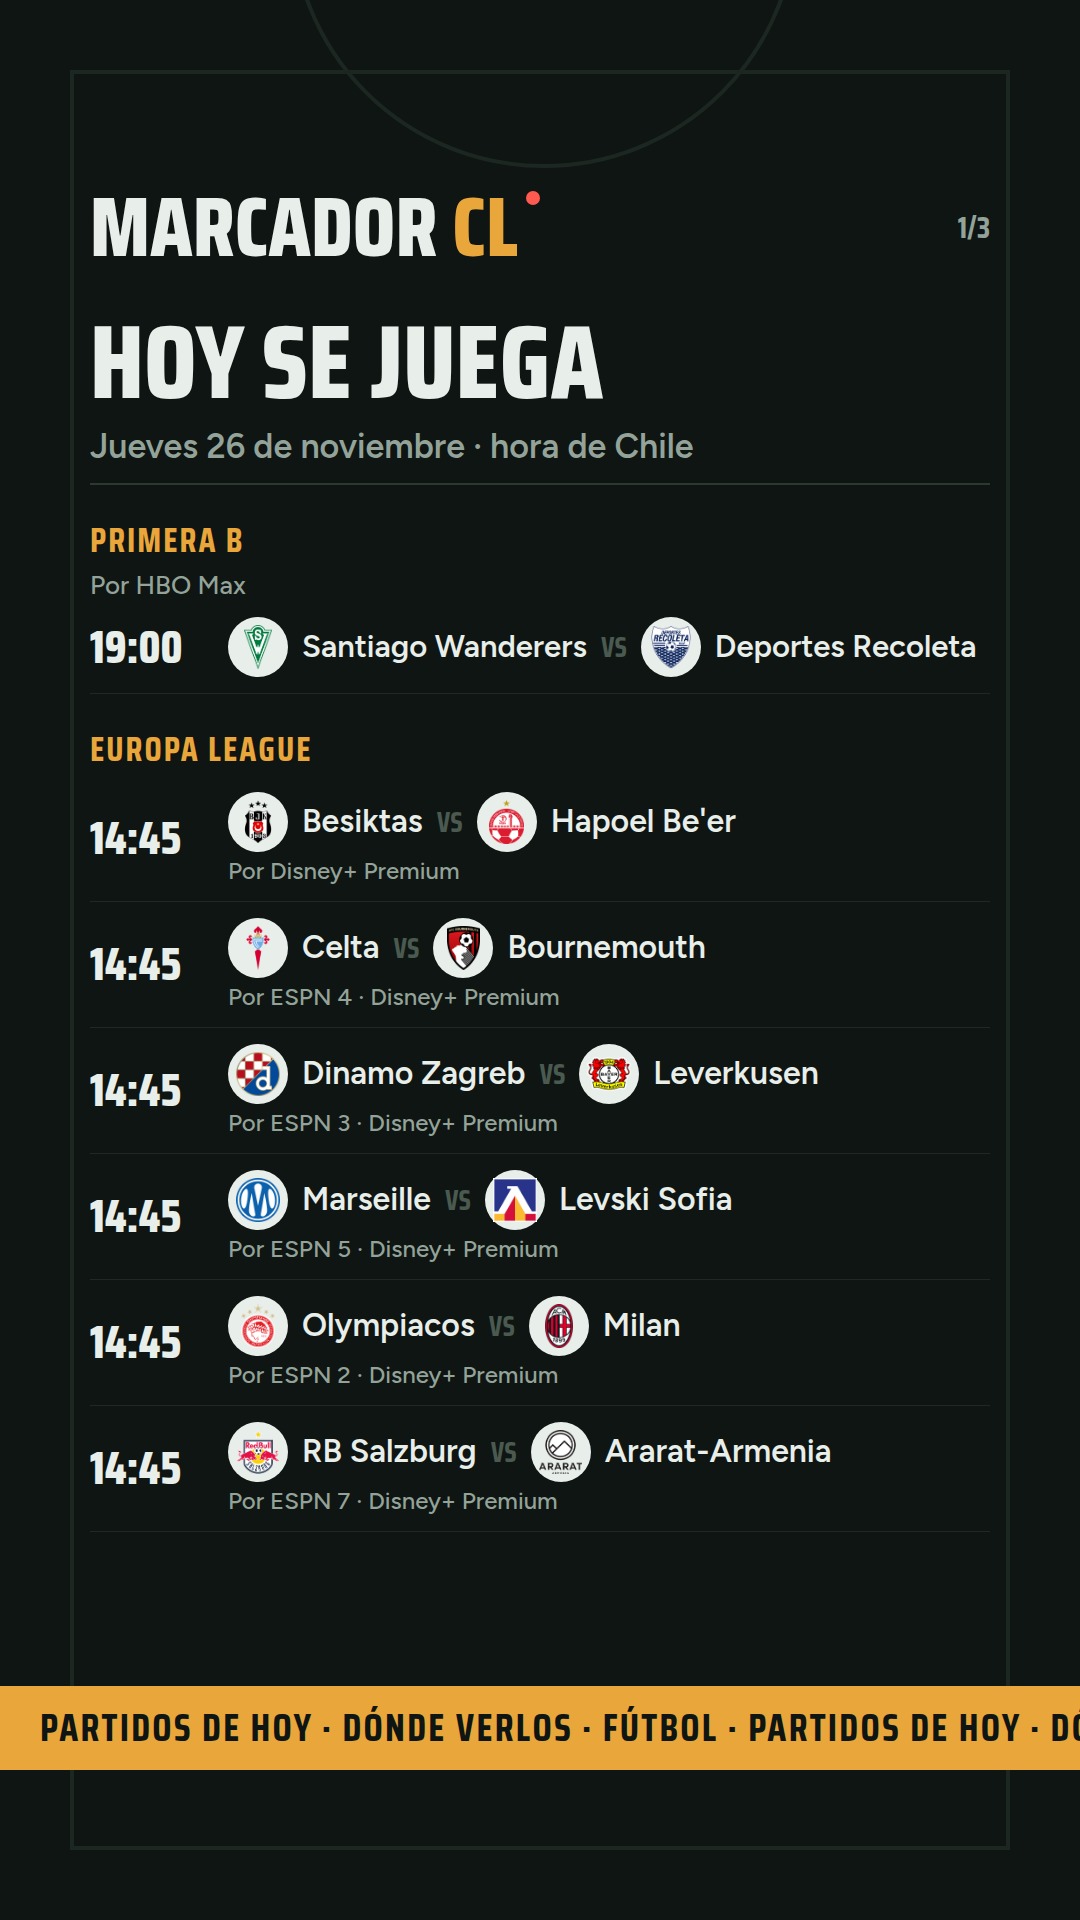 MARCADOR CL
1/3
HOY SE JUEGA
Jueves 26 de noviembre · hora de Chile
PRIMERA B
Por HBO Max
19:00 Santiago Wanderers VS Deportes Recoleta
EUROPA LEAGUE
14:45 Besiktas VS Hapoel Be'er
Por Disney+ Premium
14:45 Celta VS Bournemouth
Por ESPN 4 · Disney+ Premium
14:45 Dinamo Zagreb VS Leverkusen
Por ESPN 3 · Disney+ Premium
14:45 Marseille VS Levski Sofia
Por ESPN 5 · Disney+ Premium
14:45 Olympiacos VS Milan
Por ESPN 2 · Disney+ Premium
14:45 RB Salzburg VS ARARAT Ararat-Armenia
Por ESPN 7 · Disney+ Premium
PARTIDOS DE HOY · DÓNDE VERLOS · FÚTBOL · PARTIDOS DE HOY · DÓ